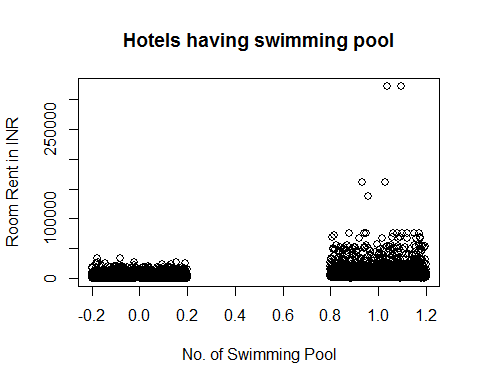 Hotels having swimming pool
Room Rent in INR
250000
100000
0
-0.2 0.0 0.2 0.4 0.6 0.8 1.0 1.2
No. of Swimming Pool